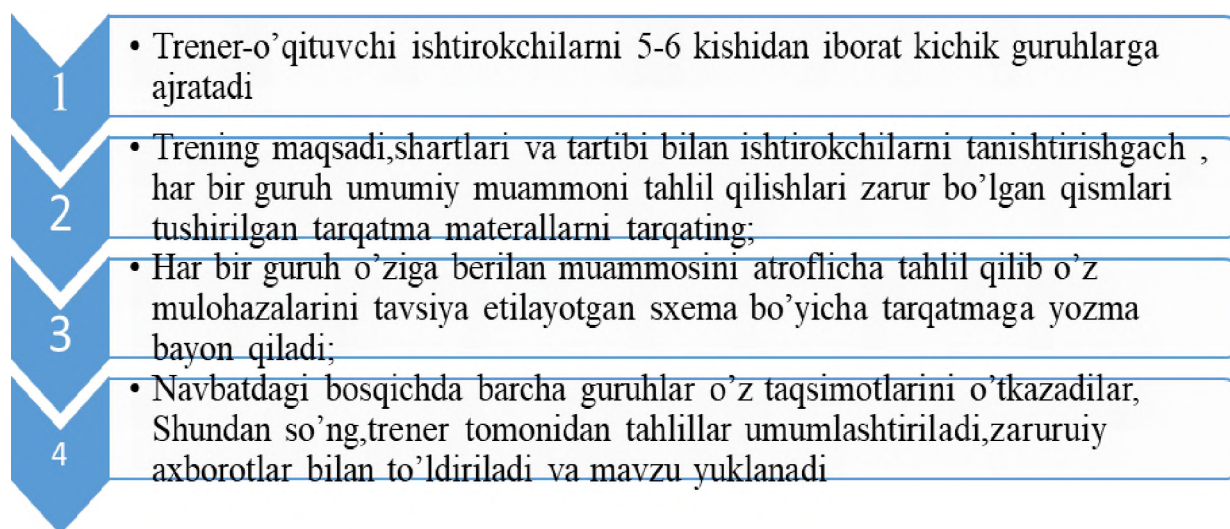 1
• Trener-o’qituvchi ishtirokchilarni 5-6 kishidan iborat kichik guruhlarga
ajratadi
2
• Trening maqsadi,shartlari va tartibi bilan ishtirokchilarni tanishtirishgach ,
har bir guruh umumiy muammoni tahlil qilishlari zarur bo’lgan qismlari
tushirilgan tarqatma materallarni tarqating;
3
• Har bir guruh o’ziga berilan muammosini atroflicha tahlil qilib o’z
mulohazalarini tavsiya etilayotgan sxema bo’yicha tarqatmaga yozma
bayon qiladi;
4
• Navbatdagi bosqichda barcha guruhlar o’z taqsimotlarini o’tkazadilar,
Shundan so’ng,trener tomonidan tahlillar umumlashtiriladi,zaruruiy
axborotlar bilan to’ldiriladi va mavzu yuklanadi